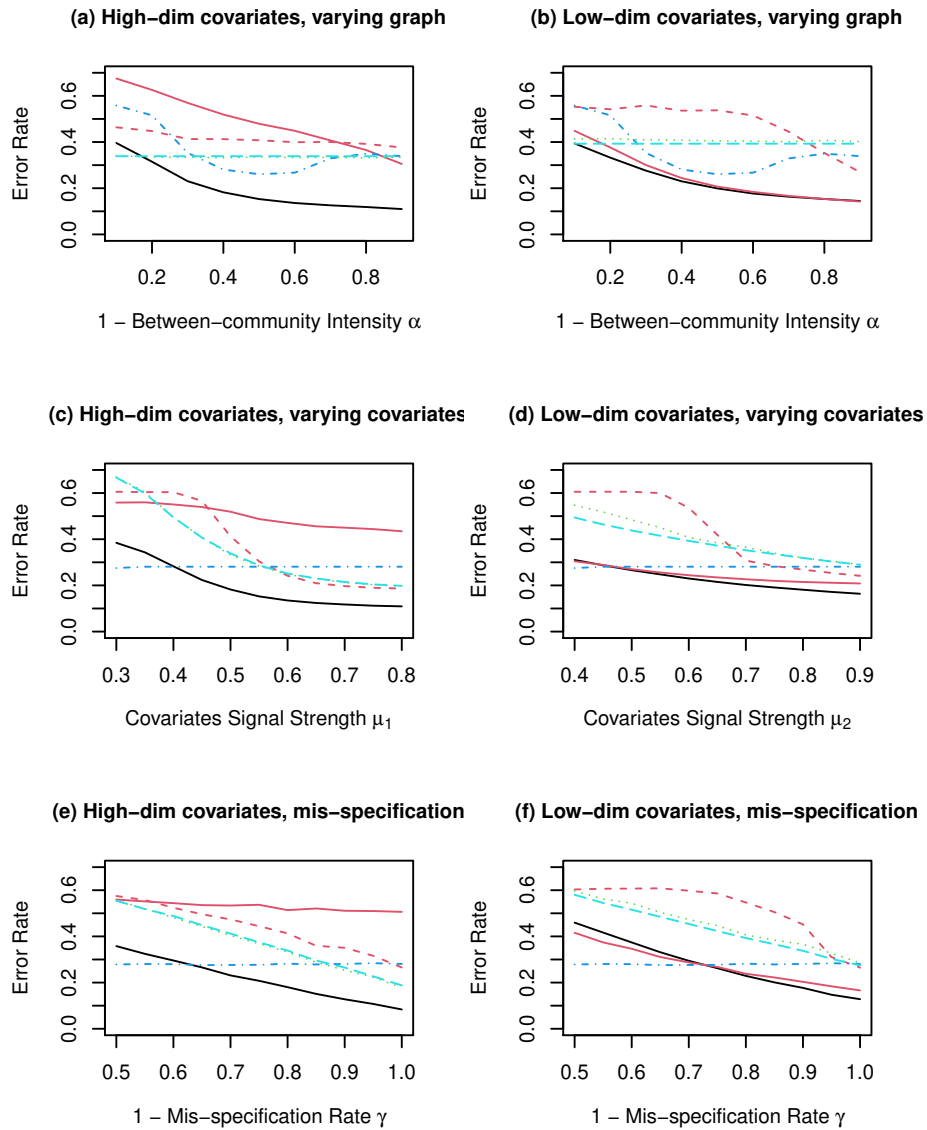 (a) High−dim covariates, varying graph
Error Rate
0.0 0.2 0.4 0.6
0.2 0.4 0.6 0.8
1 − Between−community Intensity α
(b) Low−dim covariates, varying graph
Error Rate
0.0 0.2 0.4 0.6
0.2 0.4 0.6 0.8
1 − Between−community Intensity α
(c) High−dim covariates, varying covariates
Error Rate
0.0 0.2 0.4 0.6
0.3 0.4 0.5 0.6 0.7 0.8
Covariates Signal Strength μ1
(d) Low−dim covariates, varying covariates
Error Rate
0.0 0.2 0.4 0.6
0.4 0.5 0.6 0.7 0.8 0.9
Covariates Signal Strength μ2
(e) High−dim covariates, mis−specification
Error Rate
0.0 0.2 0.4 0.6
0.5 0.6 0.7 0.8 0.9 1.0
1 − Mis−specification Rate γ
(f) Low−dim covariates, mis−specification
Error Rate
0.0 0.2 0.4 0.6
0.5 0.6 0.7 0.8 0.9 1.0
1 − Mis−specification Rate γ